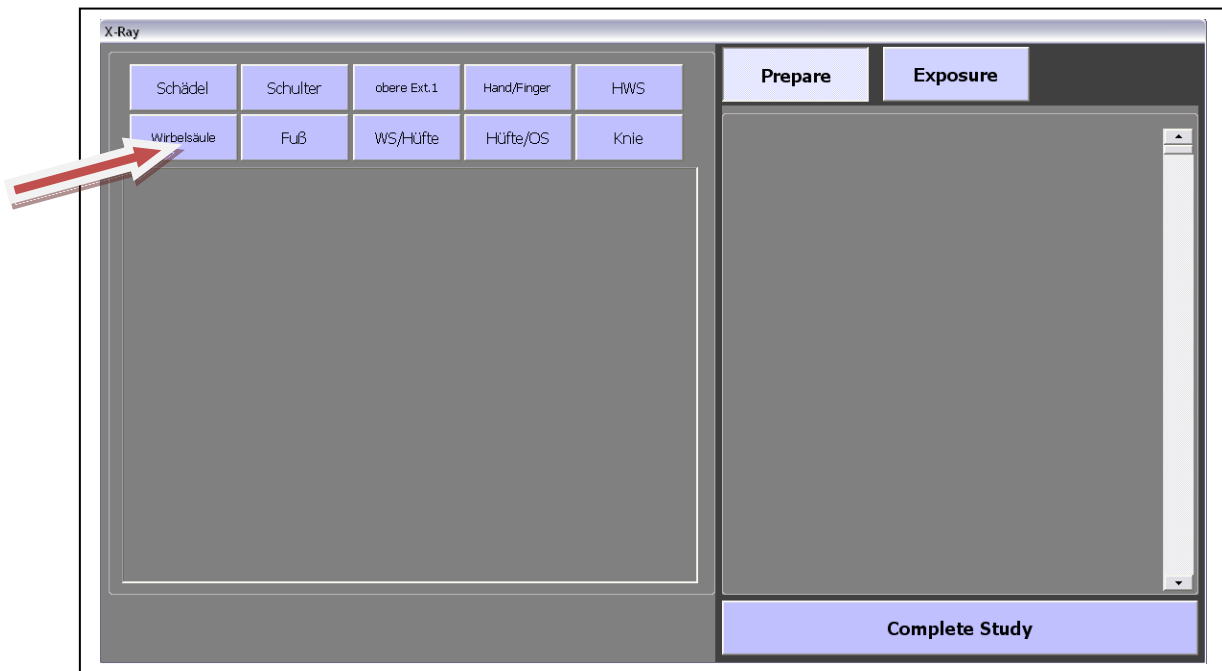 X-Ray
Schädel Schulter obere Ext.1 Hand/Finger HWS
Wirbelsäule Fuß WS/Hüfte Hüfte/OS Knie
Prepare Exposure
Complete Study